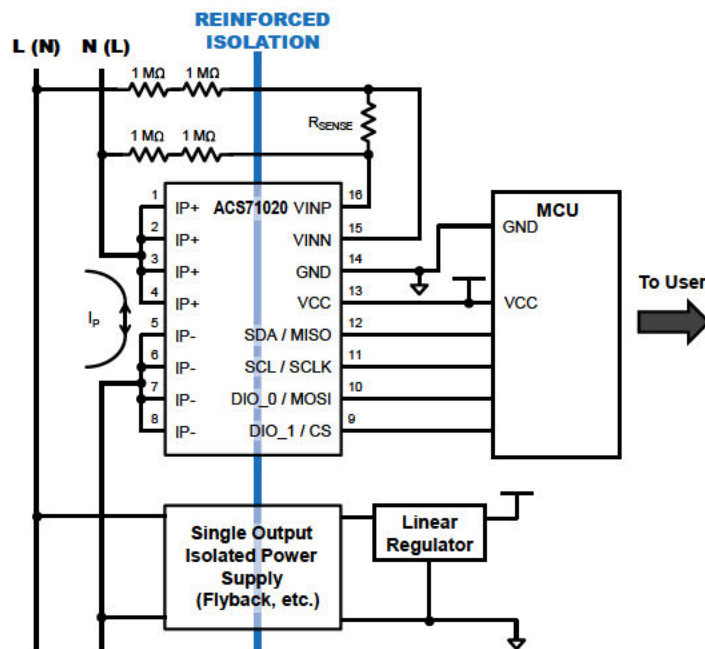 REINFORCED
ISOLATION
L (N)
N (L)
1 MΩ
1 MΩ
RSENSE
1 MΩ
1 MΩ
ACS71020
1
IP+
VINP
16
2
IP+
VINN
15
3
IP+
GND
14
4
IP+
VCC
13
5
IP-
SDA / MISO
12
6
IP-
SCL / SCLK
11
7
IP-
DIO_0 / MOSI
10
8
IP-
DIO_1 / CS
9
IP
MCU
GND
VCC
To User
Single Output
Isolated Power
Supply
(Flyback, etc.)
Linear
Regulator